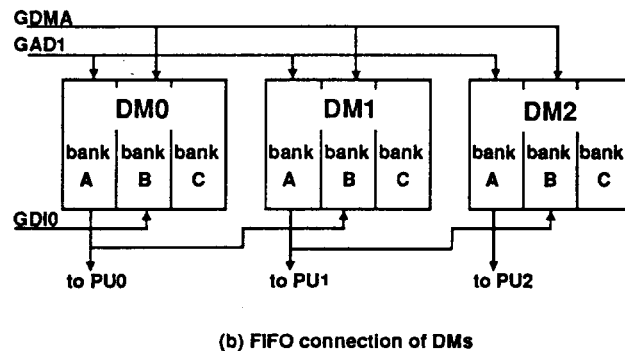 GDMA
GAD1
DM0 DM1 DM2
bank bank bank bank bank bank bank bank bank
A B C A B C A B C
GDI0
to PU0 to PU1 to PU2
(b) FIFO connection of DMs